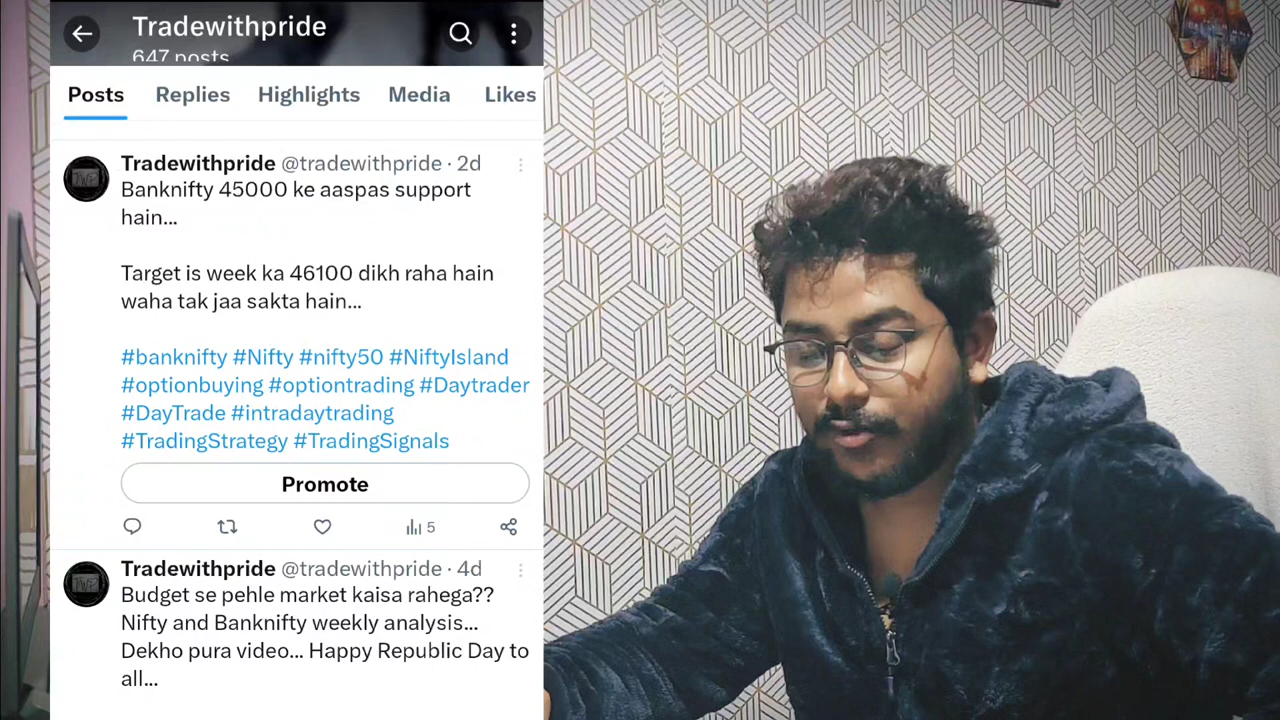 Tradewithpride
647 posts
Posts Replies Highlights Media Likes
Tradewithpride @tradewithpride · 2d
Banknifty 45000 ke aaspas support
hain...
Target is week ka 46100 dikh raha hain
waha tak jaa sakta hain...
#banknifty #Nifty #nifty50 #NiftyIsland
#optionbuying #optiontrading #Daytrader
#DayTrade #intradaytrading
#TradingStrategy #TradingSignals
Promote
5
Tradewithpride @tradewithpride · 4d
Budget se pehle market kaisa rahega??
Nifty and Banknifty weekly analysis...
Dekho pura video... Happy Republic Day to
all...